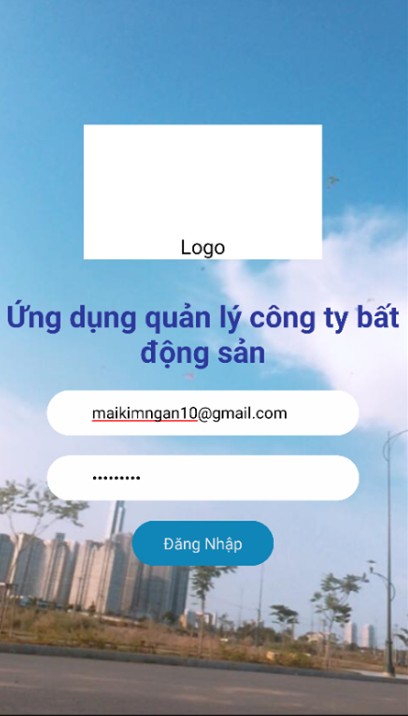 Logo
Ứng dụng quản lý công ty bất
động sản
maikimngan10@gmail.com
•••••••••
Đăng Nhập